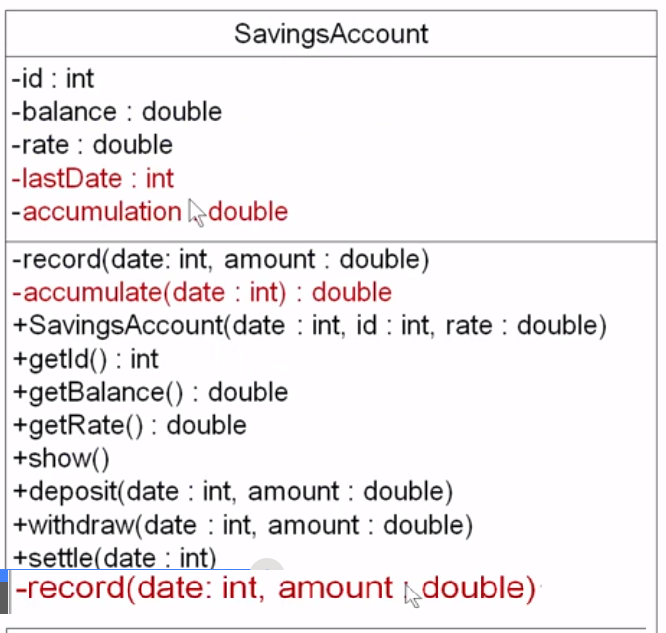 SavingsAccount
-id : int
-balance : double
-rate : double
-lastDate : int
-accumulation double
-record(date: int, amount : double)
-accumulate(date : int) : double
+SavingsAccount(date : int, id : int, rate : double)
+getId() : int
+getBalance() : double
+getRate() : double
+show()
+deposit(date : int, amount : double)
+withdraw(date : int, amount : double)
+settle(date : int)
-record(date: int, amount : double)